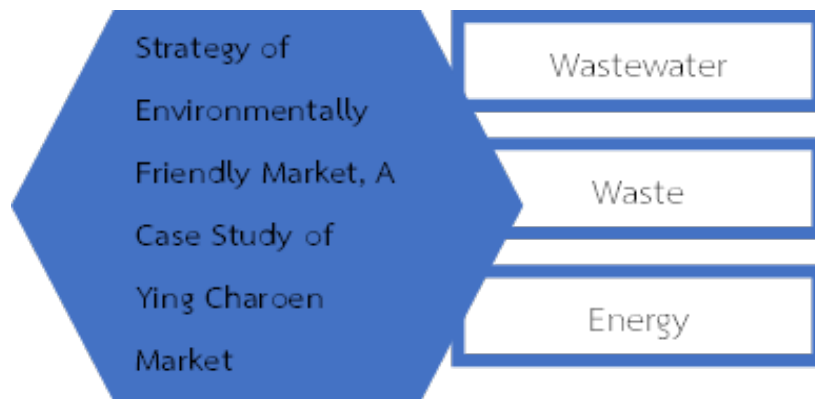 Strategy of
Environmentally
Friendly Market, A
Case Study of
Ying Charoen
Market
Wastewater
Waste
Energy